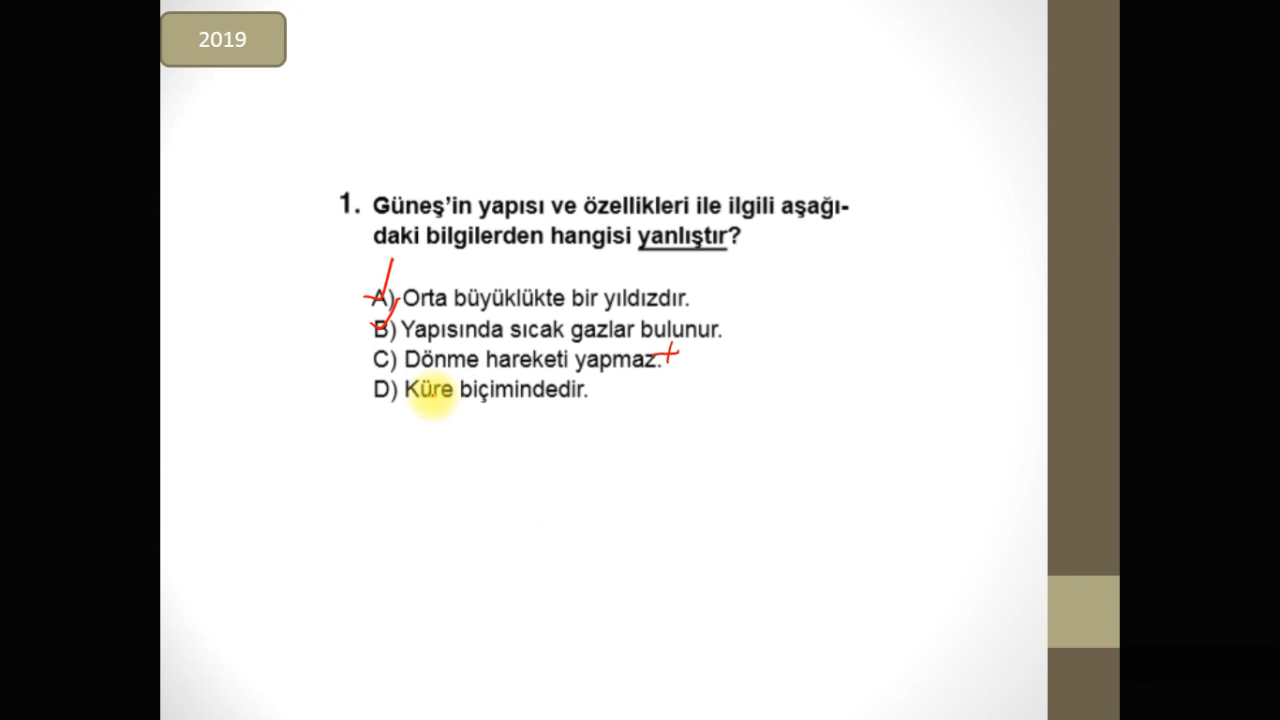 2019
1. Güneş'in yapısı ve özellikleri ile ilgili aşağı-
daki bilgilerden hangisi yanlıştır?
A) Orta büyüklükte bir yıldızdır.
B) Yapısında sıcak gazlar bulunur.
C) Dönme hareketi yapmaz.
D) Küre biçimindedir.